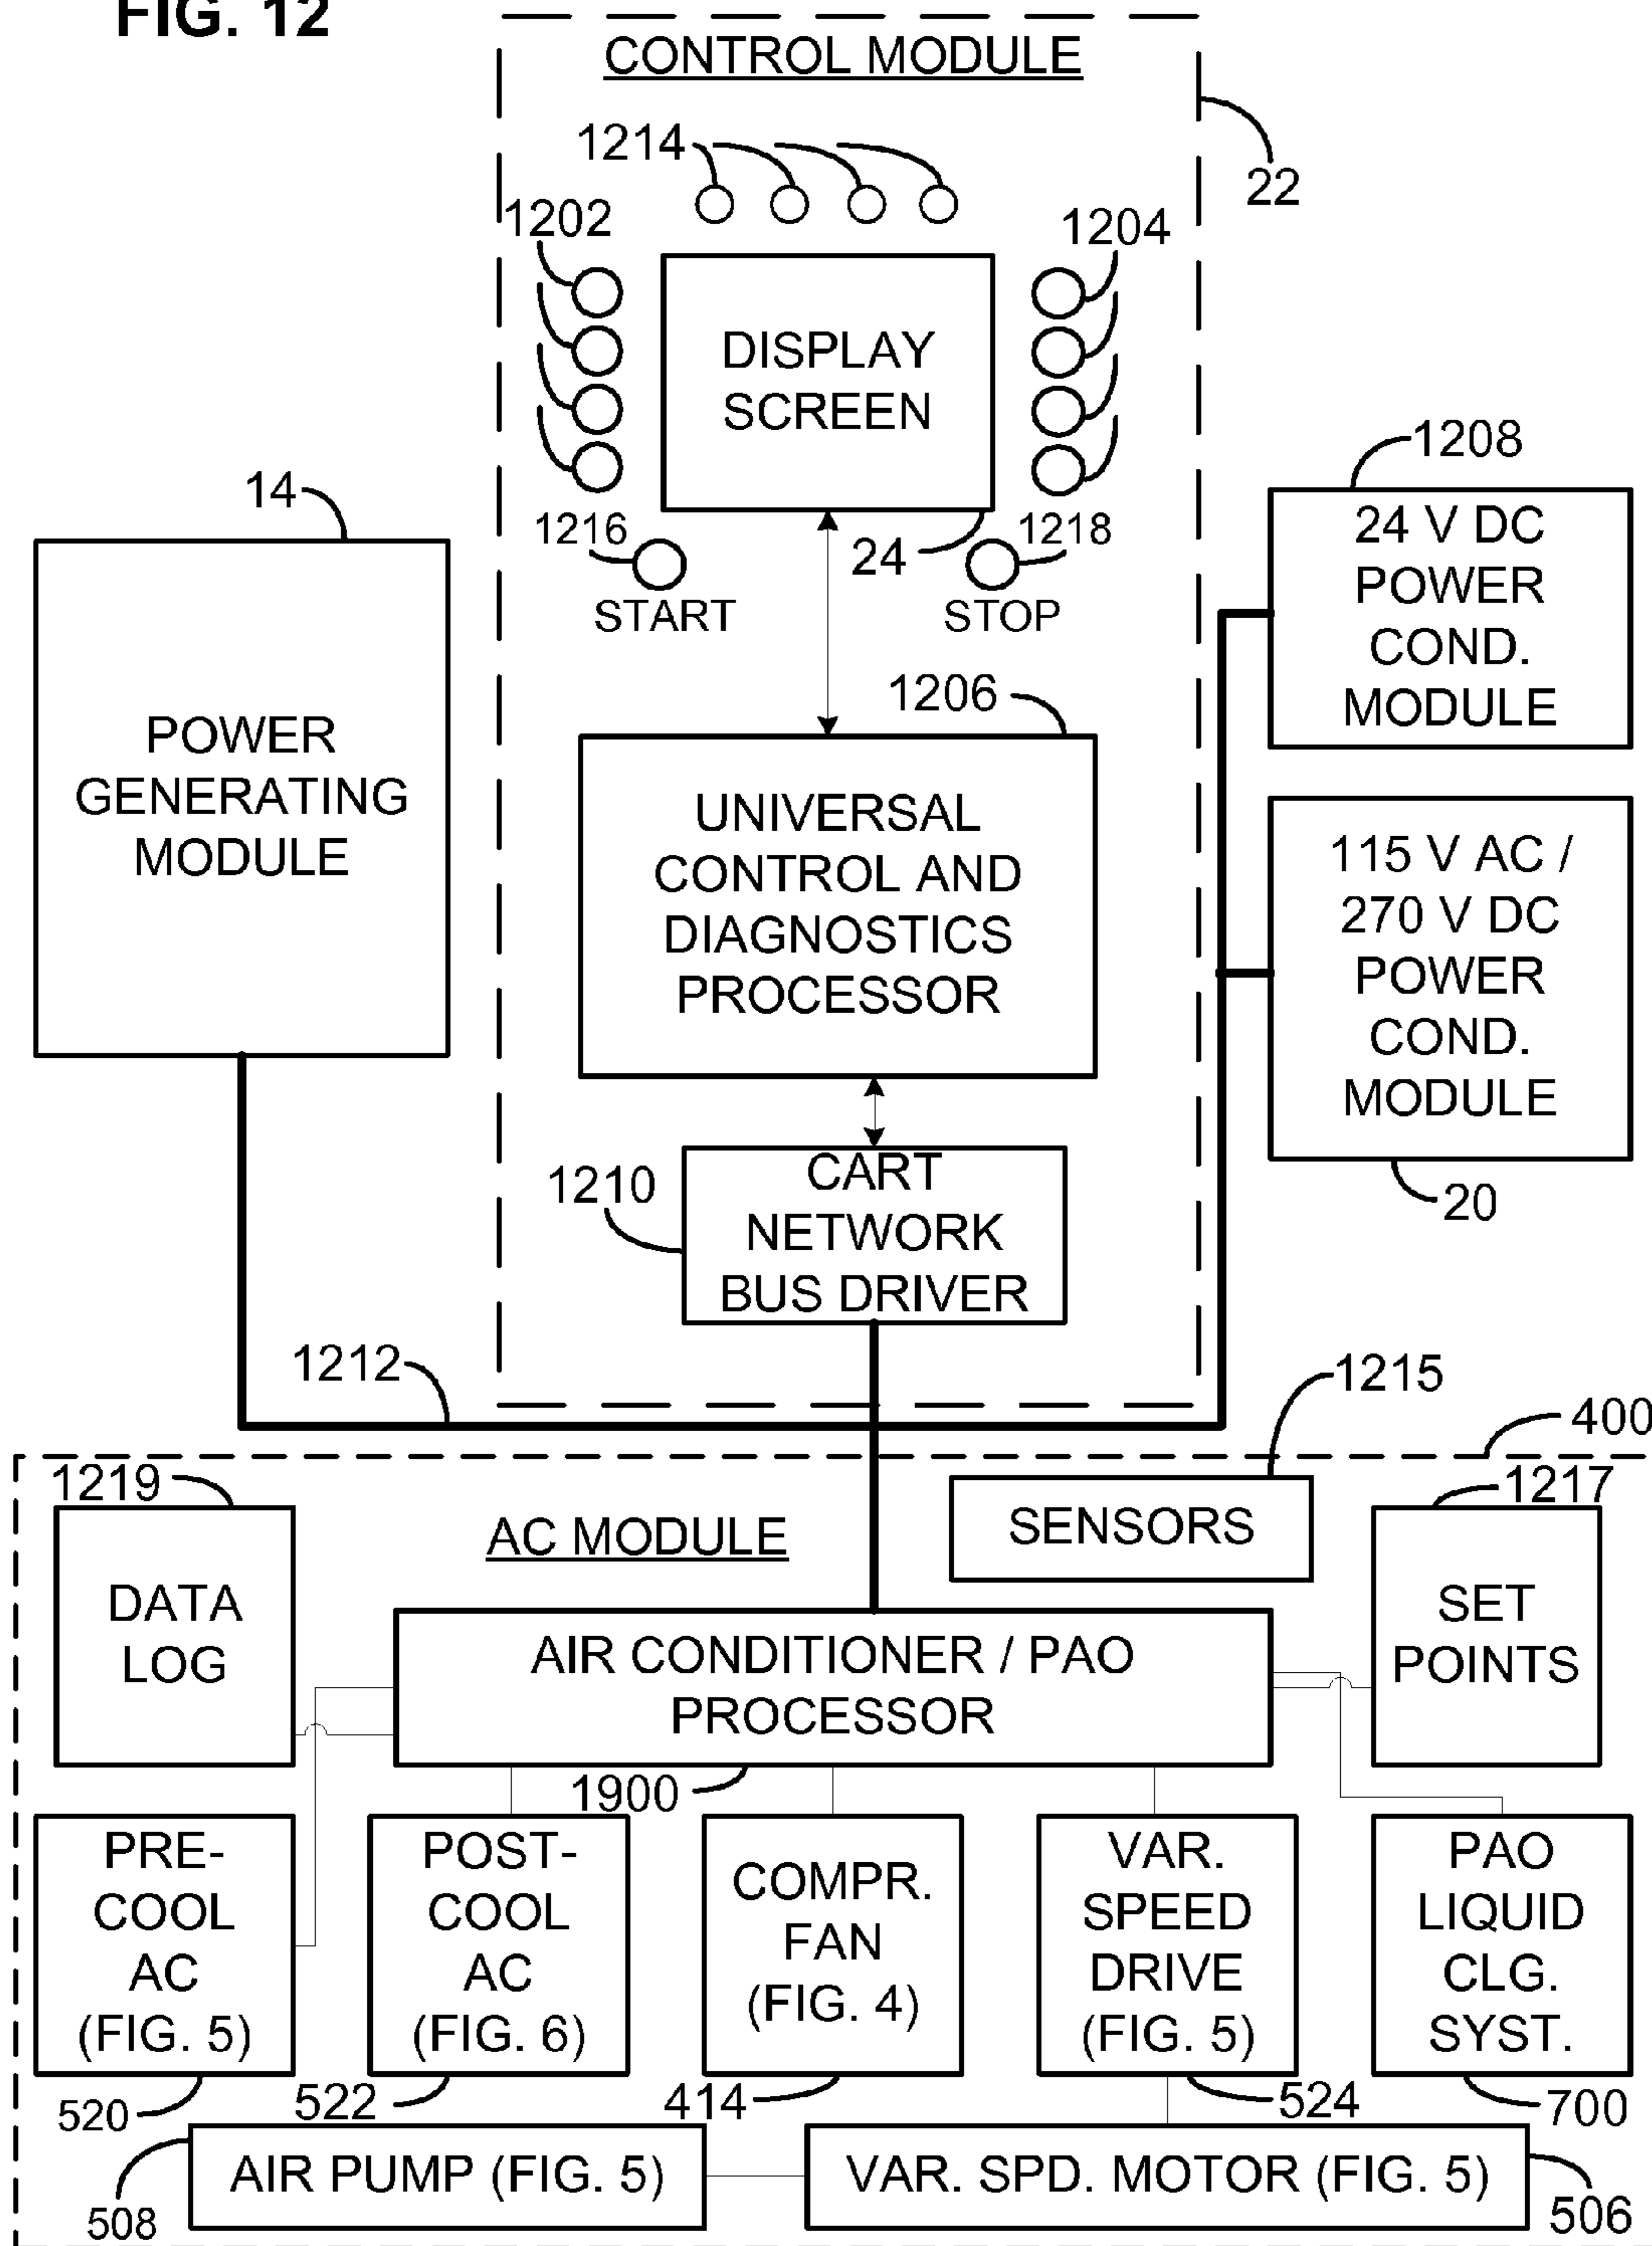 FIG. 12
CONTROL MODULE
1214
22
1202
1204
DISPLAY
SCREEN
1208
14
1216
24
1218
START
STOP
24 V DC
POWER
COND.
MODULE
1206
POWER
GENERATING
MODULE
UNIVERSAL
CONTROL AND
DIAGNOSTICS
PROCESSOR
115 V AC /
270 V DC
POWER
COND.
MODULE
20
1210
CART
NETWORK
BUS DRIVER
1212
1215
400
1219
AC MODULE
SENSORS
1217
DATA
LOG
AIR CONDITIONER / PAO
PROCESSOR
SET
POINTS
1900
PRE-
COOL
AC
(FIG. 5)
POST-
COOL
AC
(FIG. 6)
COMPR.
FAN
(FIG. 4)
VAR.
SPEED
DRIVE
(FIG. 5)
PAO
LIQUID
CLG.
SYST.
520
522
414
524
700
AIR PUMP (FIG. 5)
VAR. SPD. MOTOR (FIG. 5)
508
506